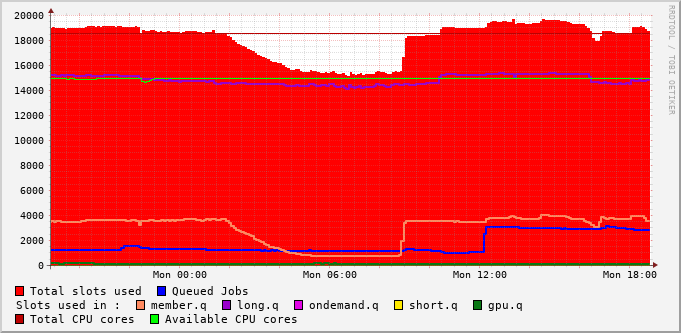 RRDTOOL / TOBI OETIKER
20000
18000
16000
14000
12000
10000
8000
6000
4000
2000
0
Mon 00:00 Mon 06:00 Mon 12:00 Mon 18:00
Total slots used Queued Jobs
Slots used in : member.q long.q ondemand.q short.q gpu.q
Total CPU cores Available CPU cores